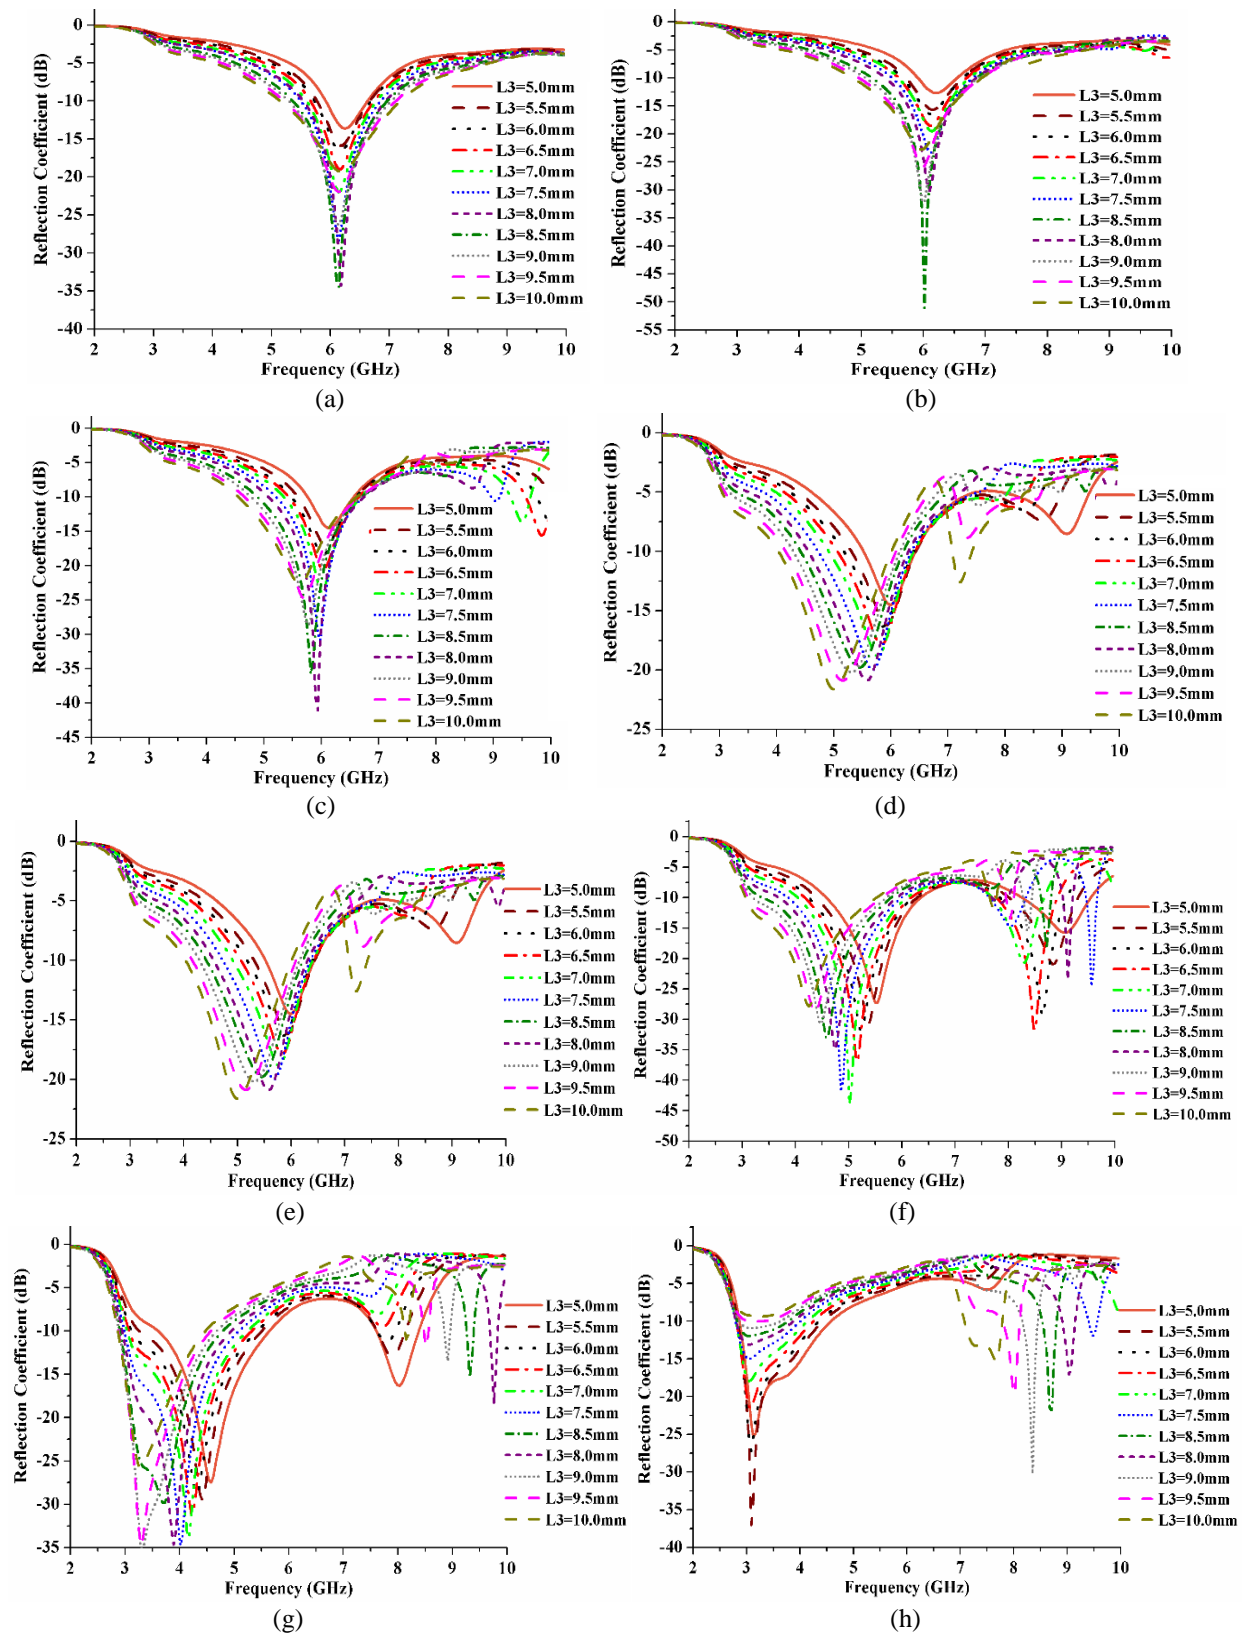 0
-5
-10
-15
-20
-25
-30
-35
-40
Reflection Coefficient (dB)
L3=5.0mm
L3=5.5mm
L3=6.0mm
L3=6.5mm
L3=7.0mm
L3=7.5mm
L3=8.0mm
L3=8.5mm
L3=9.0mm
L3=9.5mm
L3=10.0mm
2 3 4 5 6 7 8 9 10
Frequency (GHz)
(a)
0
-5
-10
-15
-20
-25
-30
-35
-40
-45
-50
-55
Reflection Coefficient (dB)
L3=5.0mm
L3=5.5mm
L3=6.0mm
L3=6.5mm
L3=7.0mm
L3=7.5mm
L3=8.5mm
L3=8.0mm
L3=9.0mm
L3=9.5mm
L3=10.0mm
2 3 4 5 6 7 8 9 10
Frequency (GHz)
(b)
0
-5
-10
-15
-20
-25
-30
-35
-40
-45
Reflection Coefficient (dB)
L3=5.0mm
L3=5.5mm
L3=6.0mm
L3=6.5mm
L3=7.0mm
L3=7.5mm
L3=8.5mm
L3=8.0mm
L3=9.0mm
L3=9.5mm
L3=10.0mm
2 3 4 5 6 7 8 9 10
Frequency (GHz)
(c)
0
-5
-10
-15
-20
-25
Reflection Coefficient (dB)
L3=5.0mm
L3=5.5mm
L3=6.0mm
L3=6.5mm
L3=7.0mm
L3=7.5mm
L3=8.5mm
L3=8.0mm
L3=9.0mm
L3=9.5mm
L3=10.0mm
2 3 4 5 6 7 8 9 10
Frequency (GHz)
(d)
0
-5
-10
-15
-20
-25
Reflection Coefficient (dB)
L3=5.0mm
L3=5.5mm
L3=6.0mm
L3=6.5mm
L3=7.0mm
L3=7.5mm
L3=8.5mm
L3=8.0mm
L3=9.0mm
L3=9.5mm
L3=10.0mm
2 3 4 5 6 7 8 9 10
Frequency (GHz)
(e)
0
-5
-10
-15
-20
-25
-30
-35
-40
-45
-50
Reflection Coefficient (dB)
L3=5.0mm
L3=5.5mm
L3=6.0mm
L3=6.5mm
L3=7.0mm
L3=7.5mm
L3=8.5mm
L3=8.0mm
L3=9.0mm
L3=9.5mm
L3=10.0mm
2 3 4 5 6 7 8 9 10
Frequency (GHz)
(f)
0
-5
-10
-15
-20
-25
-30
-35
Reflection Coefficient (dB)
L3=5.0mm
L3=5.5mm
L3=6.0mm
L3=6.5mm
L3=7.0mm
L3=7.5mm
L3=8.5mm
L3=8.0mm
L3=9.0mm
L3=9.5mm
L3=10.0mm
2 3 4 5 6 7 8 9 10
Frequency (GHz)
(g)
0
-5
-10
-15
-20
-25
-30
-35
-40
Reflection Coefficient (dB)
L3=5.0mm
L3=5.5mm
L3=6.0mm
L3=6.5mm
L3=7.0mm
L3=7.5mm
L3=8.5mm
L3=8.0mm
L3=9.0mm
L3=9.5mm
L3=10.0mm
2 3 4 5 6 7 8 9 10
Frequency (GHz)
(h)